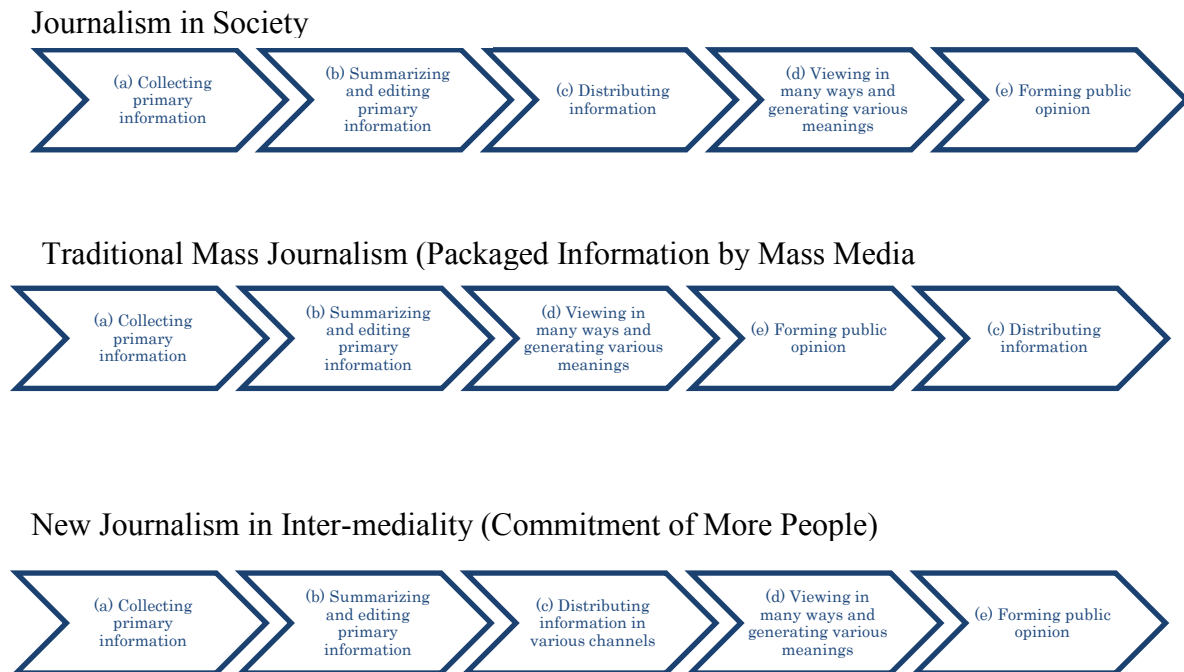 Journalism in Society
(a) Collecting
primary
information
(b) Summarizing
and editing
primary
information
(c) Distributing
information
(d) Viewing in
many ways and
generating various
meanings
(e) Forming public
opinion
Traditional Mass Journalism (Packaged Information by Mass Media
(a) Collecting
primary
information
(b) Summarizing
and editing
primary
information
(d) Viewing in
many ways and
generating various
meanings
(e) Forming public
opinion
(c) Distributing
information
New Journalism in Inter-mediality (Commitment of More People)
(a) Collecting
primary
information
(b) Summarizing
and editing
primary
information
(c) Distributing
information in
various channels
(d) Viewing in
many ways and
generating various
meanings
(e) Forming public
opinion